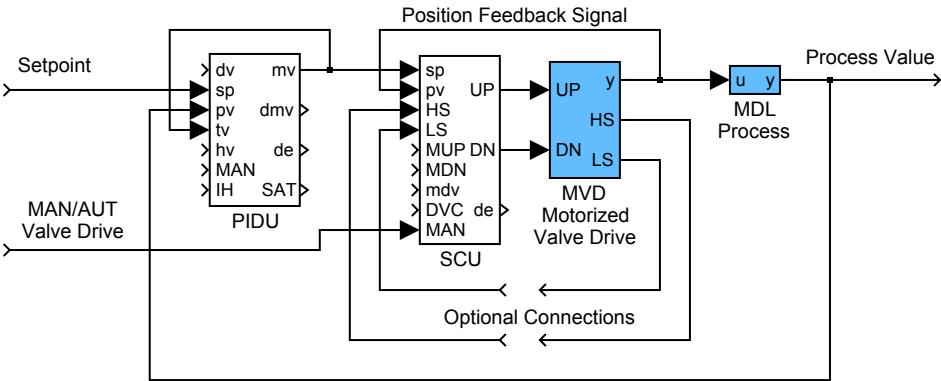 Position Feedback Signal
Setpoint
Process Value
dv mv
sp
pv dmv
tv
hv de
MAN
IH SAT
PIDU
sp
pv UP
HS
LS
MUP DN
MDN
mdv
DVC de
MAN
SCU
UP y
HS
DN LS
MVD
Motorized
Valve Drive
u y
MDL
Process
MAN/AUT
Valve Drive
Optional Connections